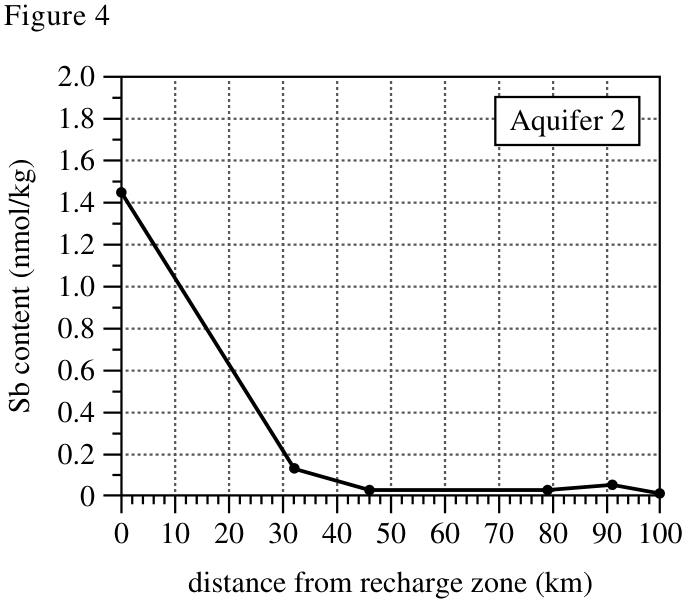 Figure 4
Aquifer 2
Sb content (nmol/kg)
2.0
1.8
1.6
1.4
1.2
1.0
0.8
0.6
0.4
0.2
0
0 10 20 30 40 50 60 70 80 90 100
distance from recharge zone (km)